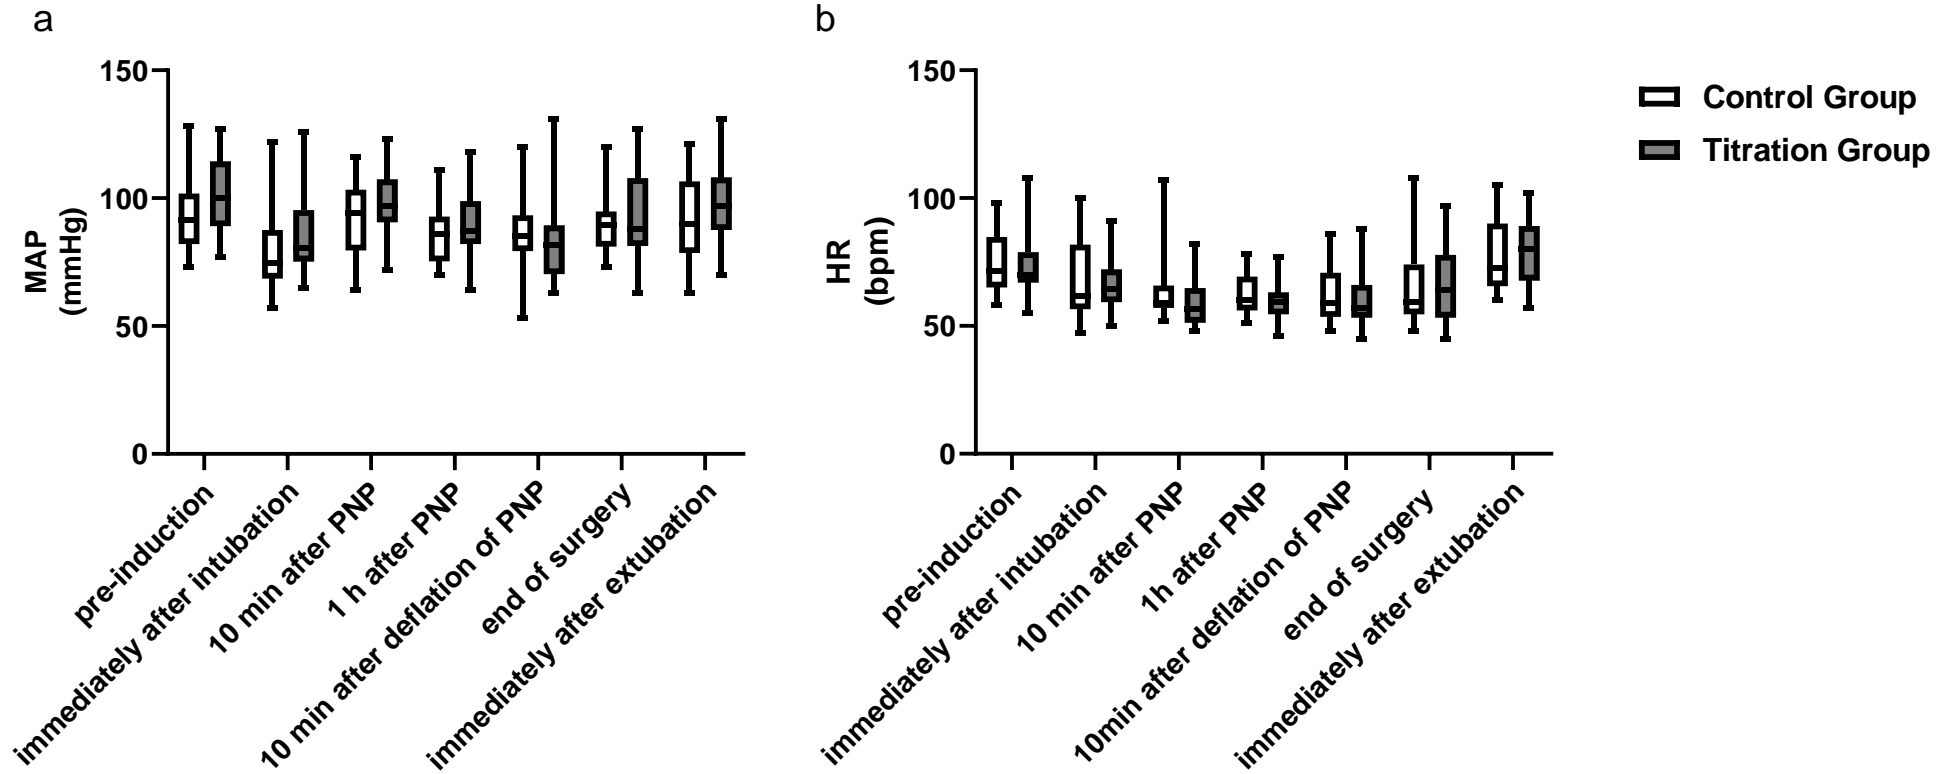 a
MAP
(mmHg)
150
100
50
0
pre-induction
immediately after intubation
10 min after PNP
1 h after PNP
10 min after deflation of PNP
end of surgery
immediately after extubation
b
HR
(bpm)
150
100
50
0
pre-induction
immediately after intubation
10 min after PNP
1h after PNP
10min after deflation of PNP
end of surgery
immediately after extubation
Control Group
Titration Group